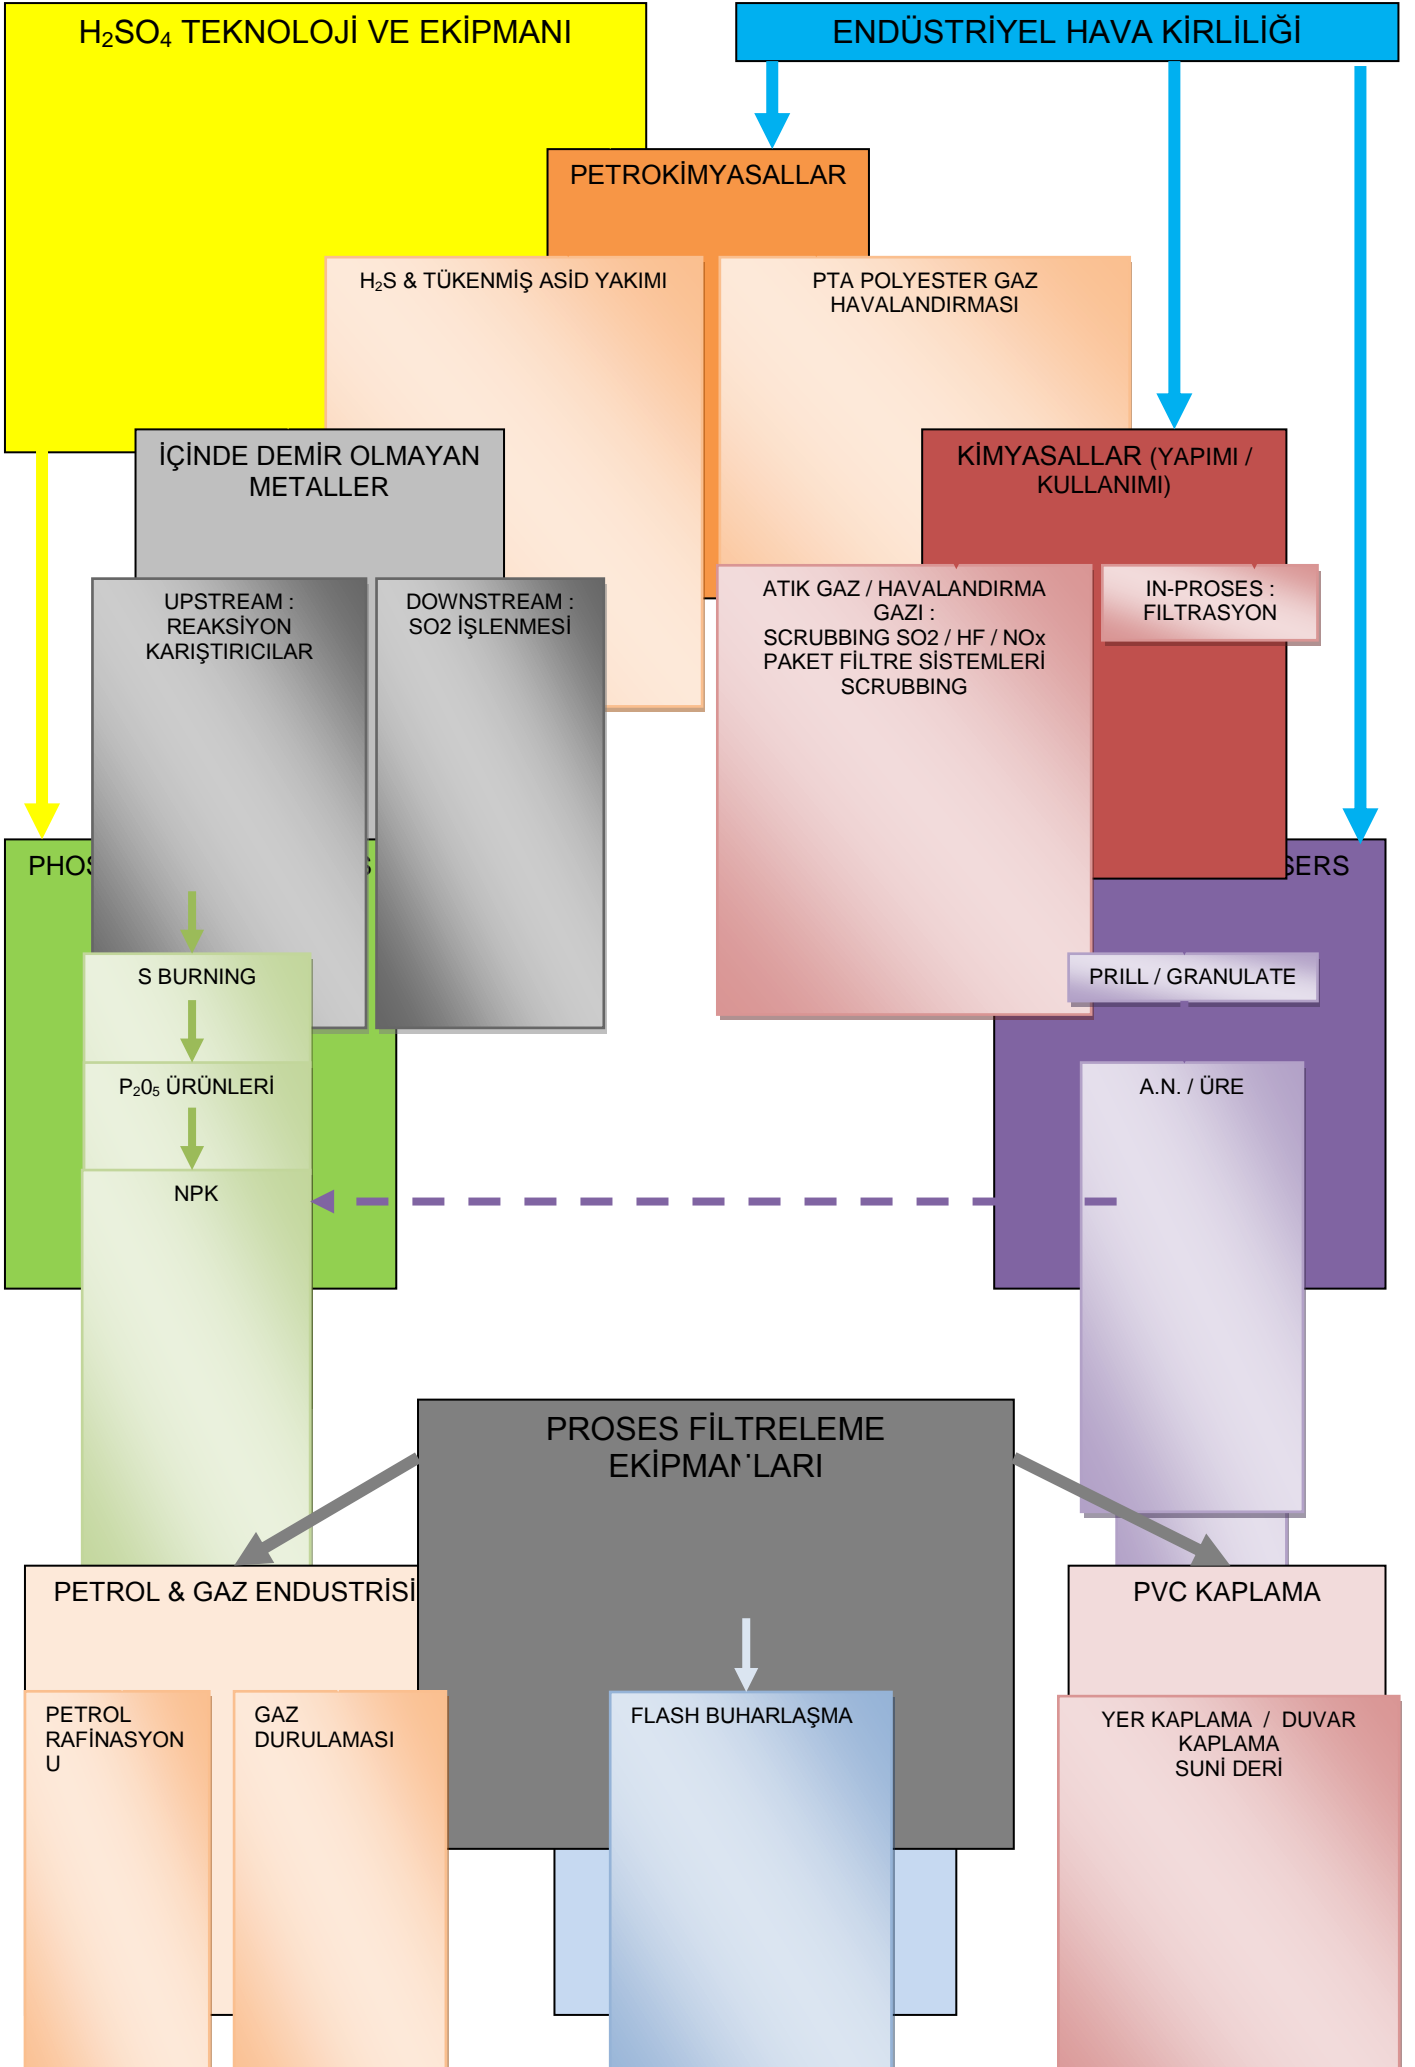 H₂SO₄ TEKNOLOJİ VE EKİPMANI
ENDÜSTRİYEL HAVA KİRLİLİĞİ
PETROKİMYASALLAR
H₂S & TÜKENMİŞ ASİD YAKIMI
PTA POLYESTER GAZ
HAVALANDIRMASI
İÇİNDE DEMİR OLMAYAN
METALLER
KİMYASALLAR (YAPIMI /
KULLANIMI)
UPSTREAM :
REAKSİYON
KARIŞTIRICILAR
DOWNSTREAM :
SO2 İŞLENMESİ
ATIK GAZ / HAVALANDIRMA
GAZI :
SCRUBBING SO2 / HF / NOx
PAKET FİLTRE SİSTEMLERİ
SCRUBBING
IN-PROSES :
FILTRASYON
S BURNING
PRILL / GRANULATE
P₂0₅ ÜRÜNLERİ
A.N. / ÜRE
NPK
PROSES FİLTRELEME
EKİPMANLARI
PETROL & GAZ ENDUSTRİSİ
PVC KAPLAMA
PETROL
RAFİNASYON
U
GAZ
DURULAMASI
FLASH BUHARLAŞMA
YER KAPLAMA / DUVAR
KAPLAMA
SUNİ DERİ